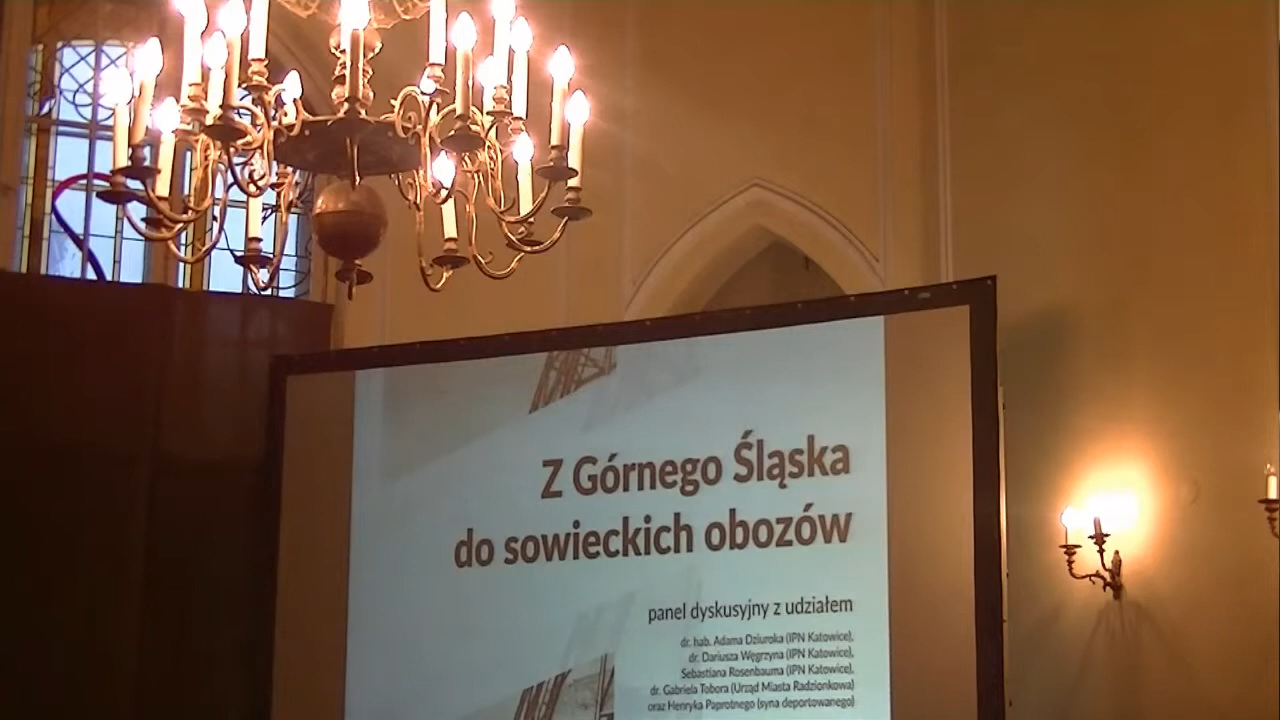 Z Górnego Śląska
do sowieckich obozów
panel dyskusyjny z udziałem
dr. hab. Adama Dziuroka (IPN Katowice),
dr. Dariusza Węgrzyna (IPN Katowice),
Sebastiana Rosenbauma (IPN Katowice),
dr. Gabriela Tobora (Urząd Miasta Radzionkowa)
oraz Henryka Paprotnego (syna deportowanego)